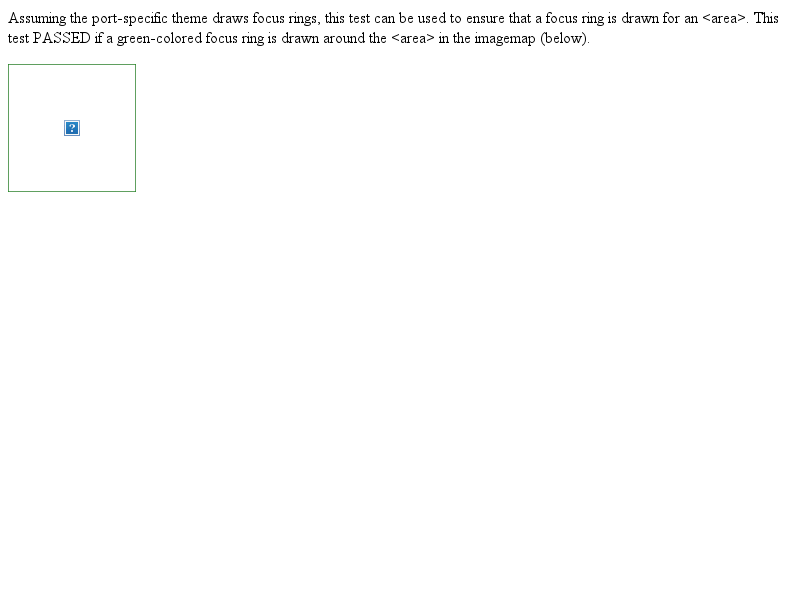 Assuming the port-specific theme draws focus rings, this test can be used to ensure that a focus ring is drawn for an <area>. This
test PASSED if a green-colored focus ring is drawn around the <area> in the imagemap (below).
?